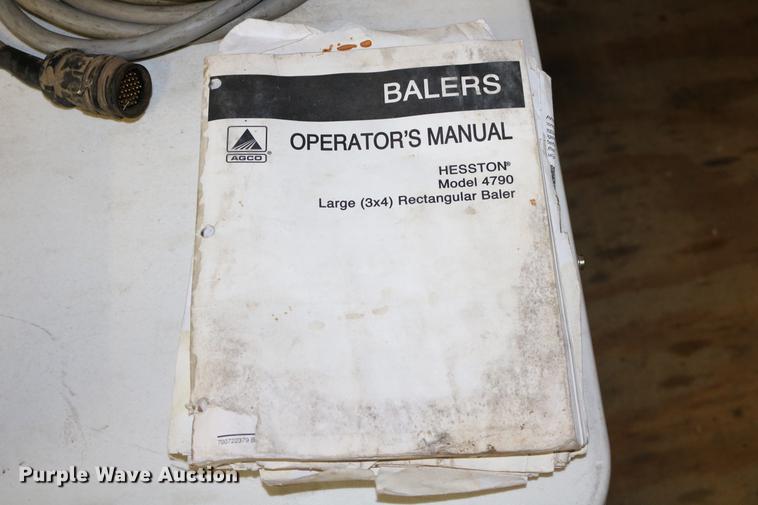 BALERS
OPERATOR'S MANUAL
AGCO®
HESSTON®
Model 4790
Large (3x4) Rectangular Baler
Purple Wave Auction